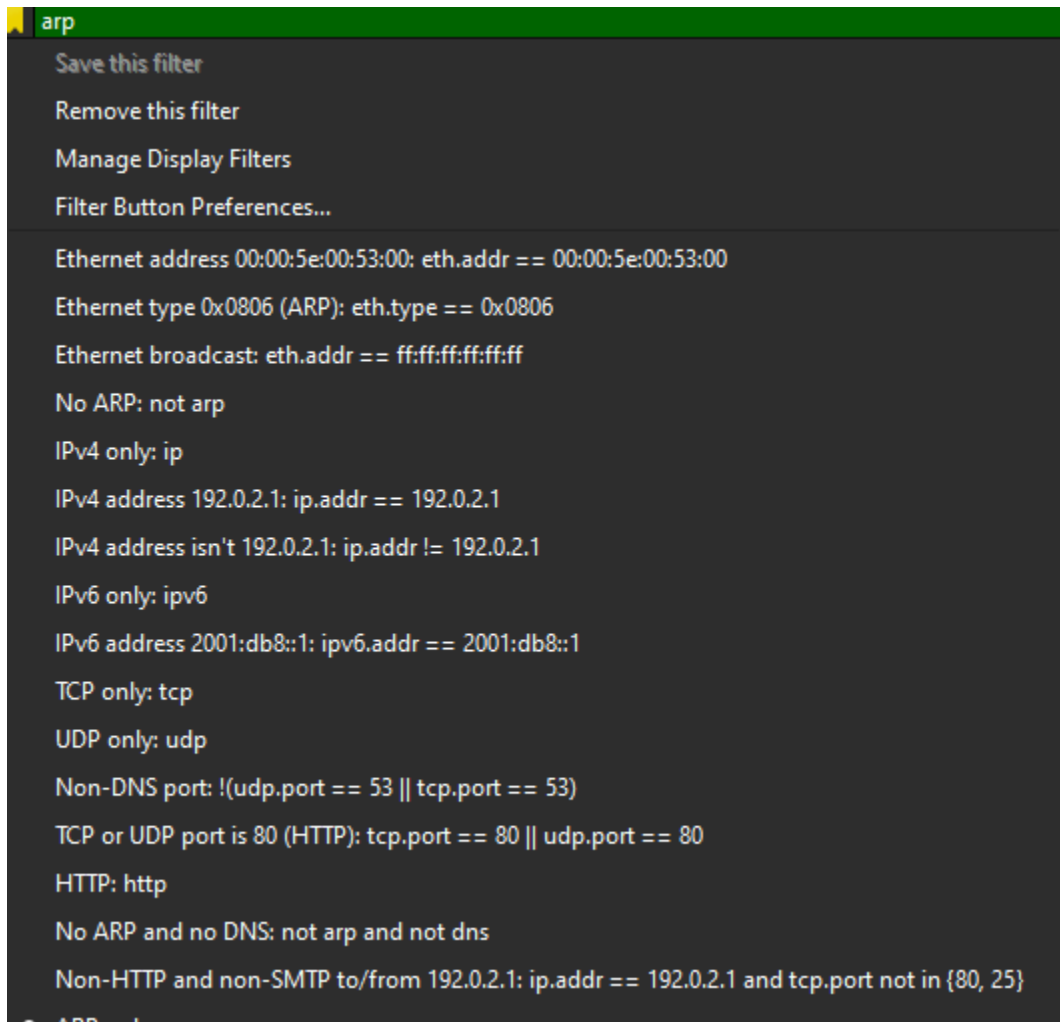 arp
Save this filter
Remove this filter
Manage Display Filters
Filter Button Preferences...
Ethernet address 00:00:5e:00:53:00: eth.addr == 00:00:5e:00:53:00
Ethernet type 0x0806 (ARP): eth.type == 0x0806
Ethernet broadcast: eth.addr == ff:ff:ff:ff:ff:ff
No ARP: not arp
IPv4 only: ip
IPv4 address 192.0.2.1: ip.addr == 192.0.2.1
IPv4 address isn't 192.0.2.1: ip.addr != 192.0.2.1
IPv6 only: ipv6
IPv6 address 2001:db8::1: ipv6.addr == 2001:db8::1
TCP only: tcp
UDP only: udp
Non-DNS port: !(udp.port == 53 || tcp.port == 53)
TCP or UDP port is 80 (HTTP): tcp.port == 80 || udp.port == 80
HTTP: http
No ARP and no DNS: not arp and not dns
Non-HTTP and non-SMTP to/from 192.0.2.1: ip.addr == 192.0.2.1 and tcp.port not in {80, 25}